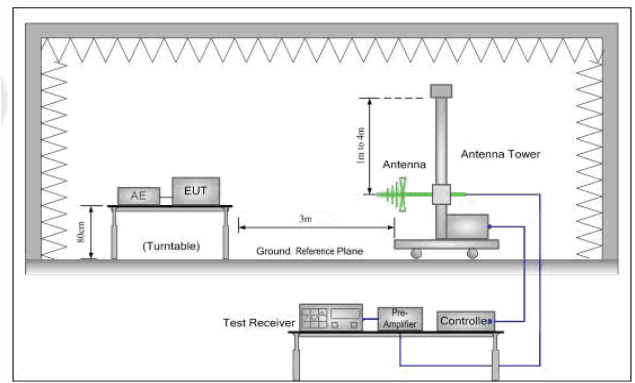 1m to 4m
Antenna
Antenna Tower
AE
EUT
80cm
3m
(Turntable)
Ground Reference Plane
Test Receiver
Pre-
Amplifier
Controller